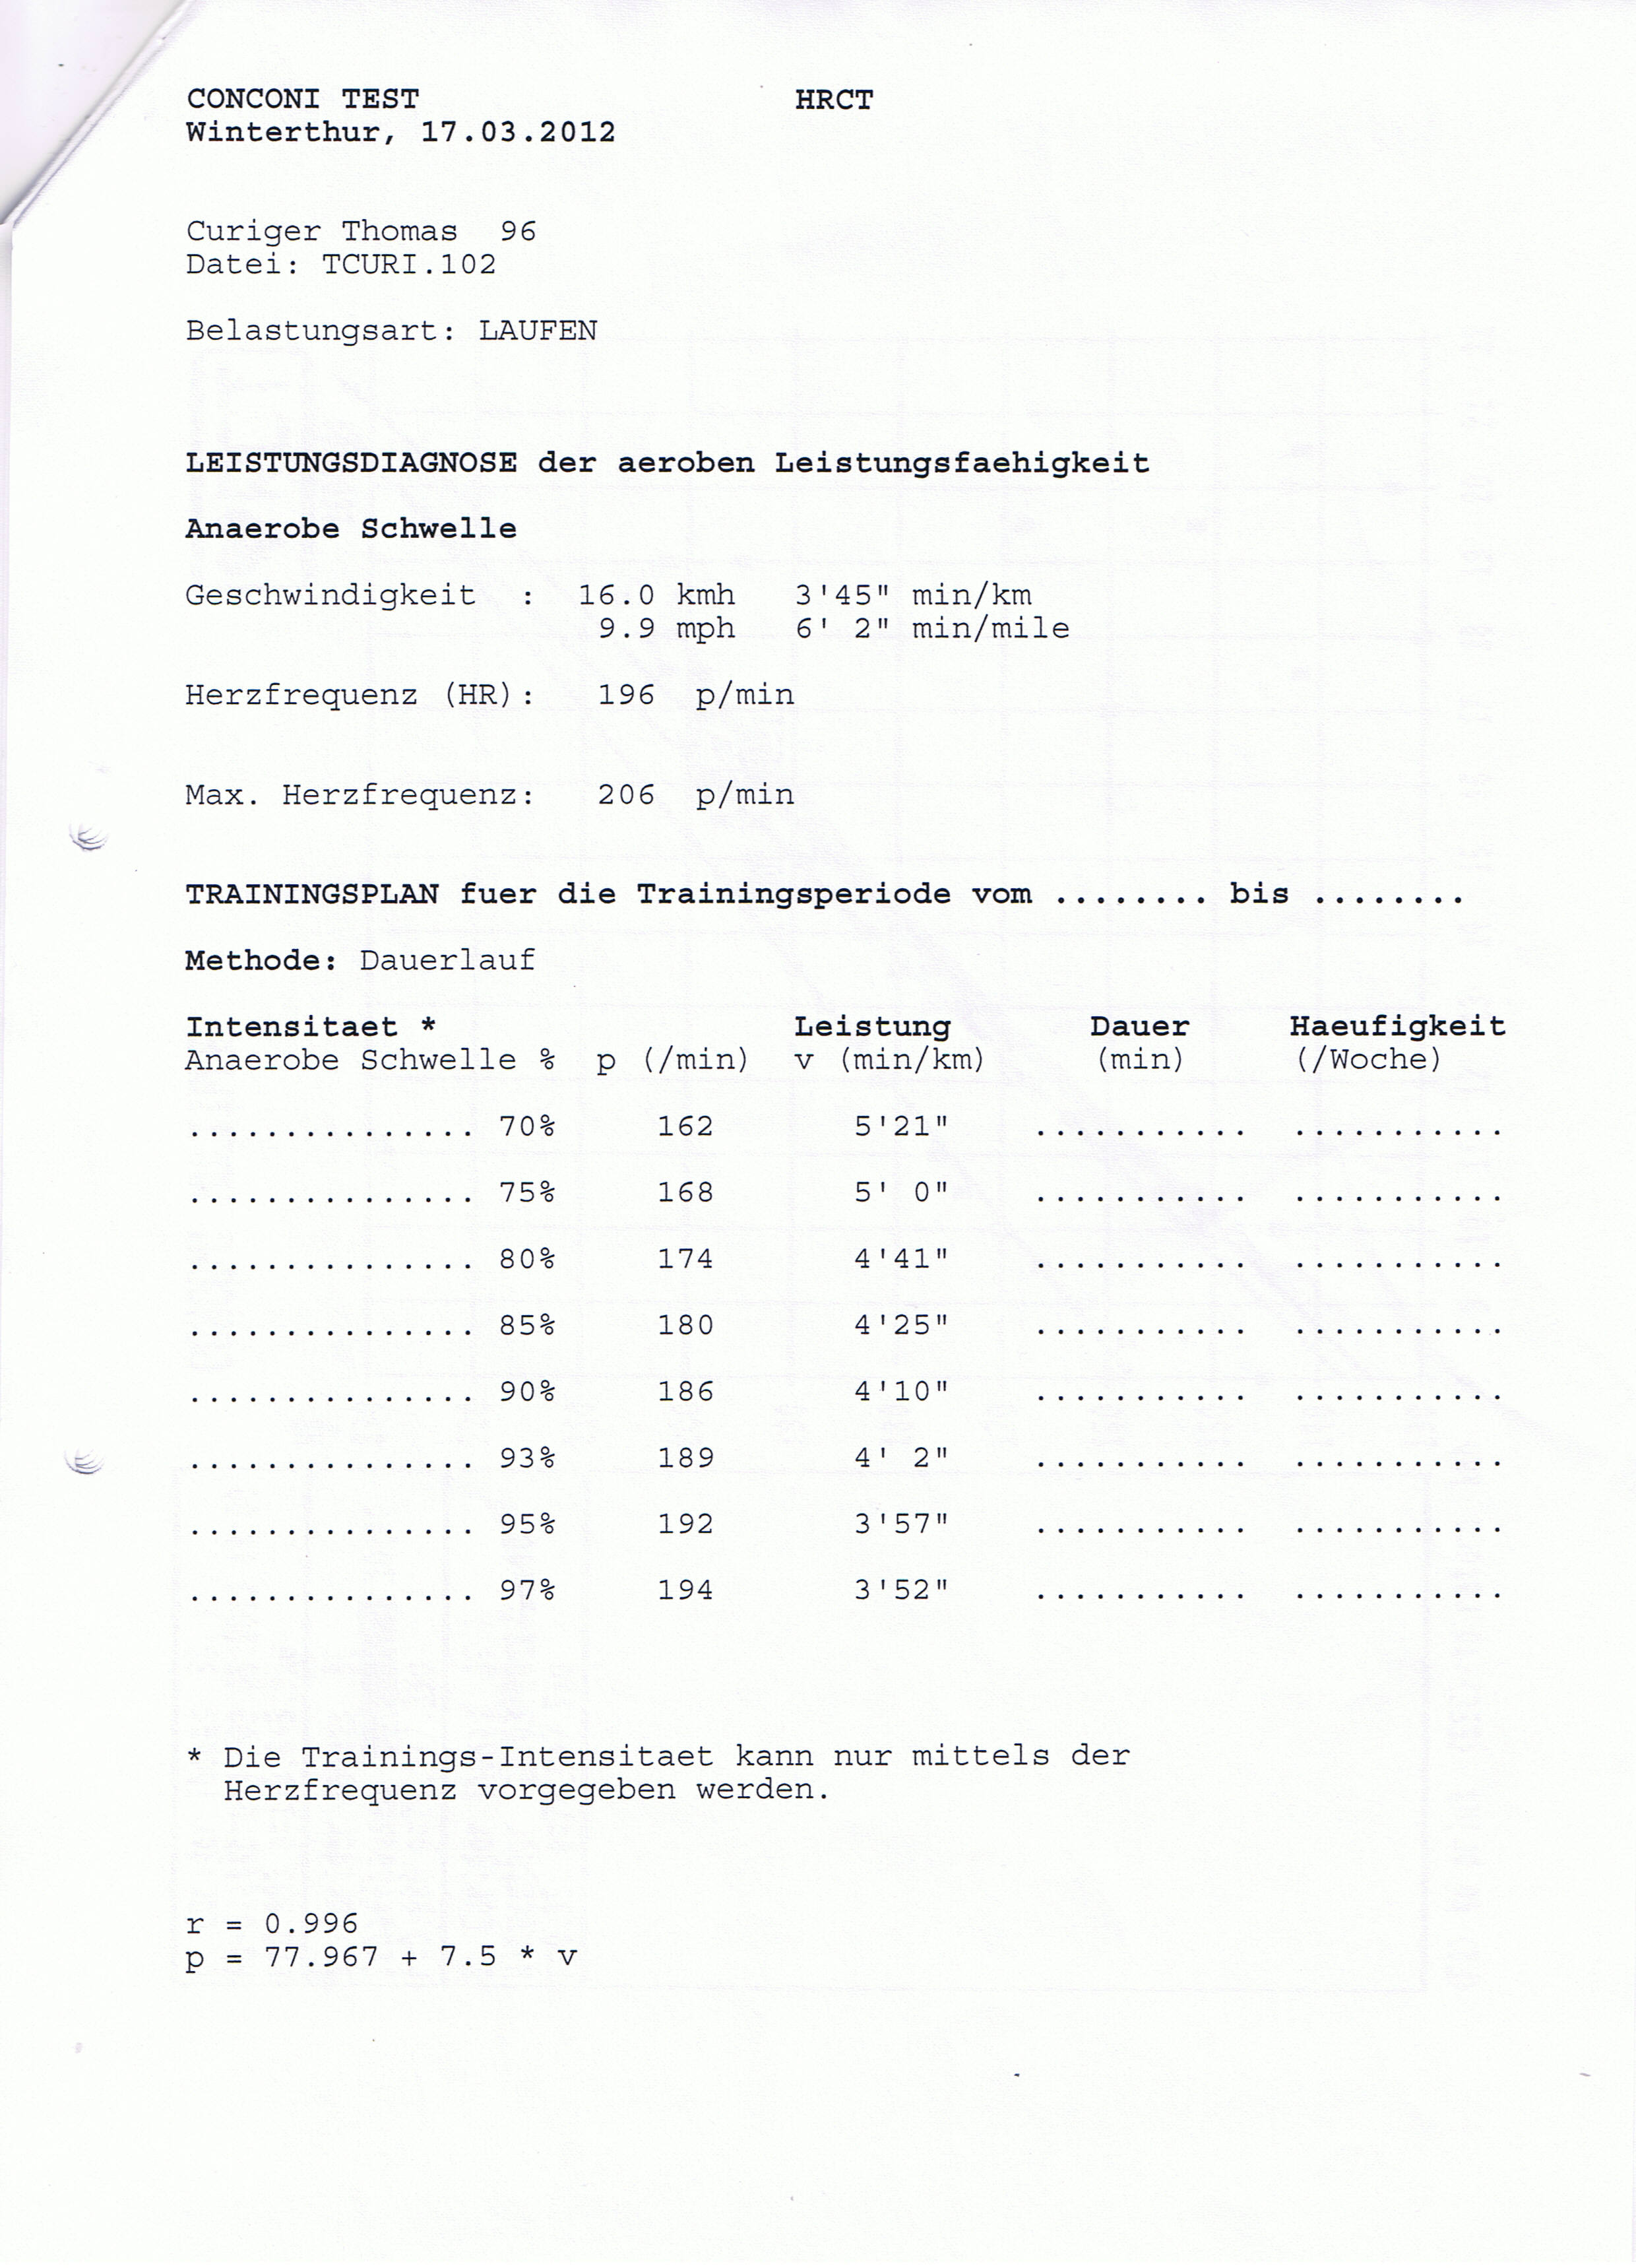 CONCONI TEST HRCT
Winterthur, 17.03.2012
Curiger Thomas 96
Datei: TCURI.102
Belastungsart: LAUFEN
LEISTUNGSDIAGNOSE der aeroben Leistungsfaehigkeit
Anaerobe Schwelle
Geschwindigkeit : 16.0 kmh 3'45" min/km
9.9 mph 6' 2" min/mile
Herzfrequenz (HR): 196 p/min
Max. Herzfrequenz: 206 p/min
TRAININGSPLAN fuer die Trainingsperiode vom ........ bis ........
Methode: Dauerlauf
Intensitaet * Leistung Dauer Haeufigkeit
Anaerobe Schwelle % p (/min) v (min/km) (min) (/Woche)
............... 70% 162 5'21" ........... ...........
............... 75% 168 5' 0" ........... ...........
............... 80% 174 4'41" ........... ...........
............... 85% 180 4'25" ........... ...........
............... 90% 186 4'10" ........... ...........
............... 93% 189 4' 2" ........... ...........
............... 95% 192 3'57" ........... ...........
............... 97% 194 3'52" ........... ...........
* Die Trainings-Intensitaet kann nur mittels der
Herzfrequenz vorgegeben werden.
r = 0.996
p = 77.967 + 7.5 * v